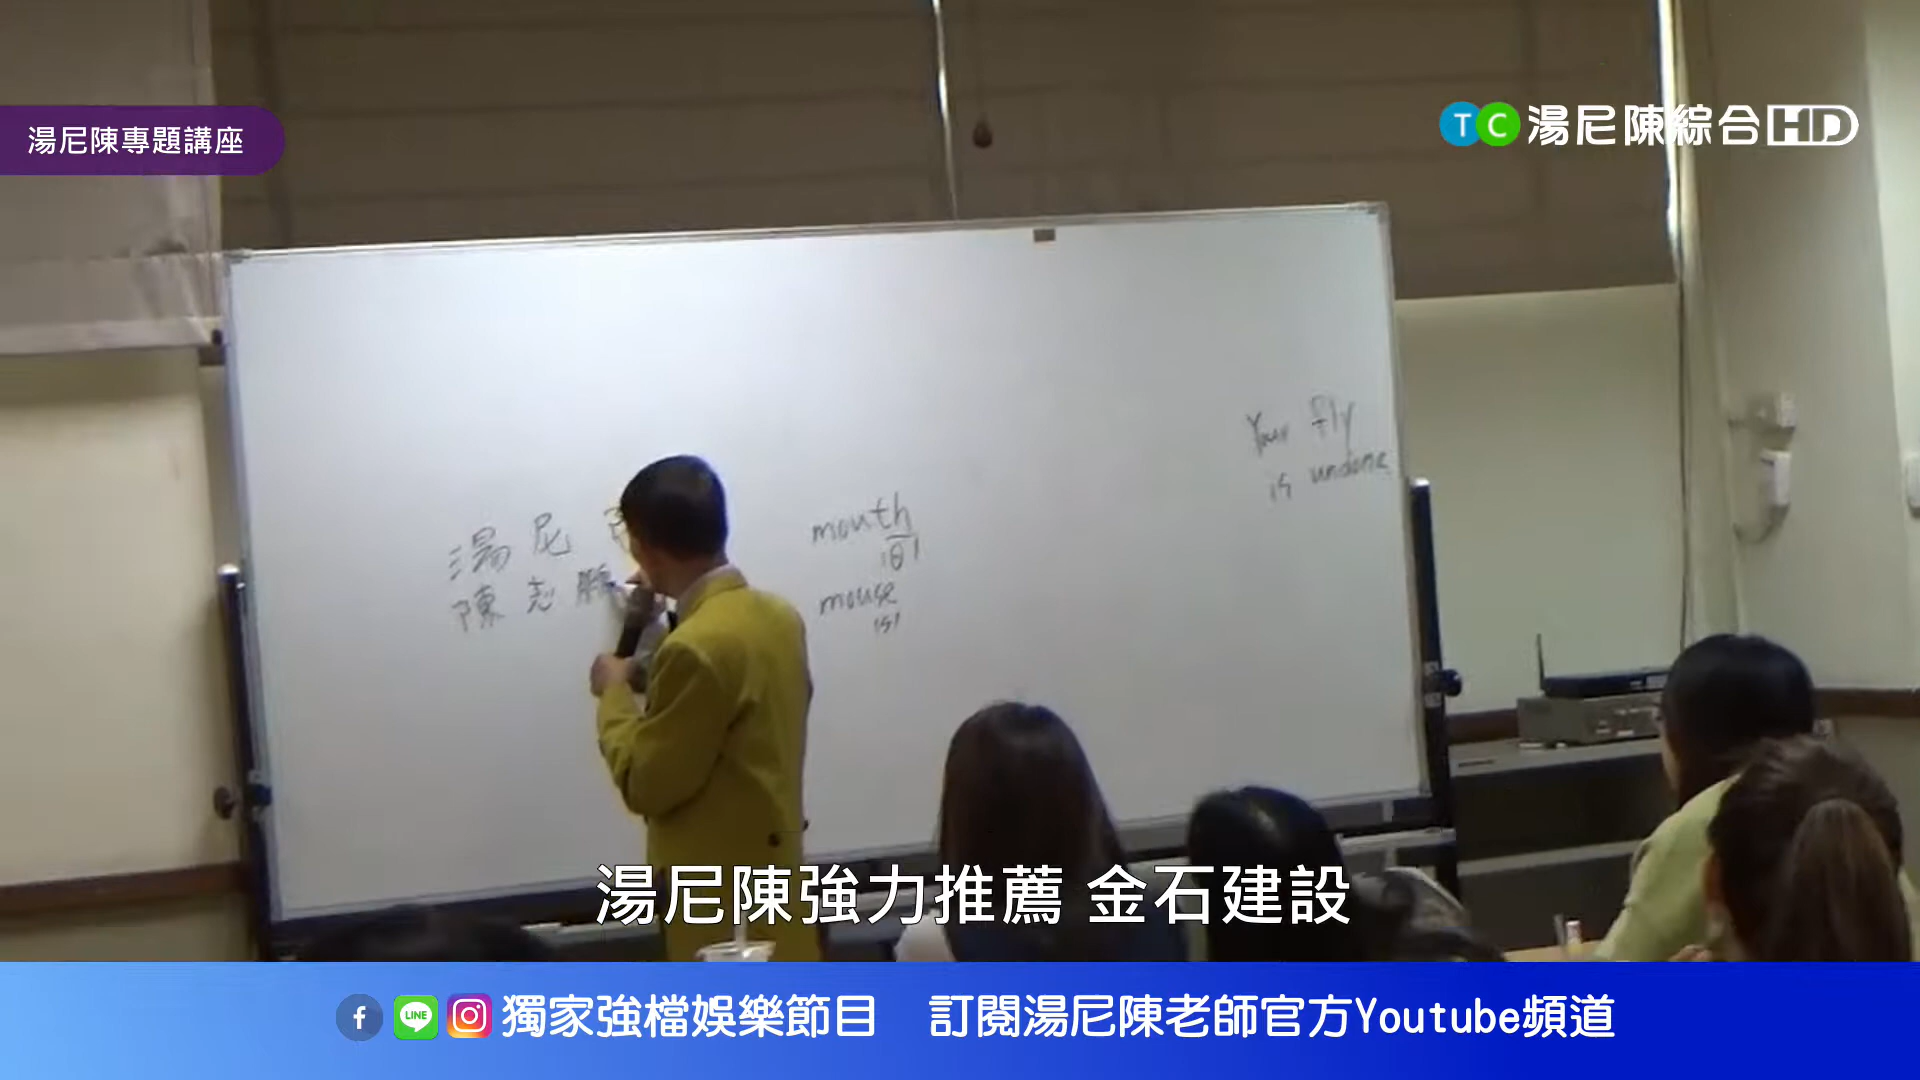 湯尼陳專題講座
TC湯尼陳綜合HD
Your fly
is undone
湯尼
mouth
/θ/
陳志
mouse
/s/
湯尼陳強力推薦 金石建設
LINE 獨家強檔娛樂節目 訂閱湯尼陳老師官方Youtube頻道